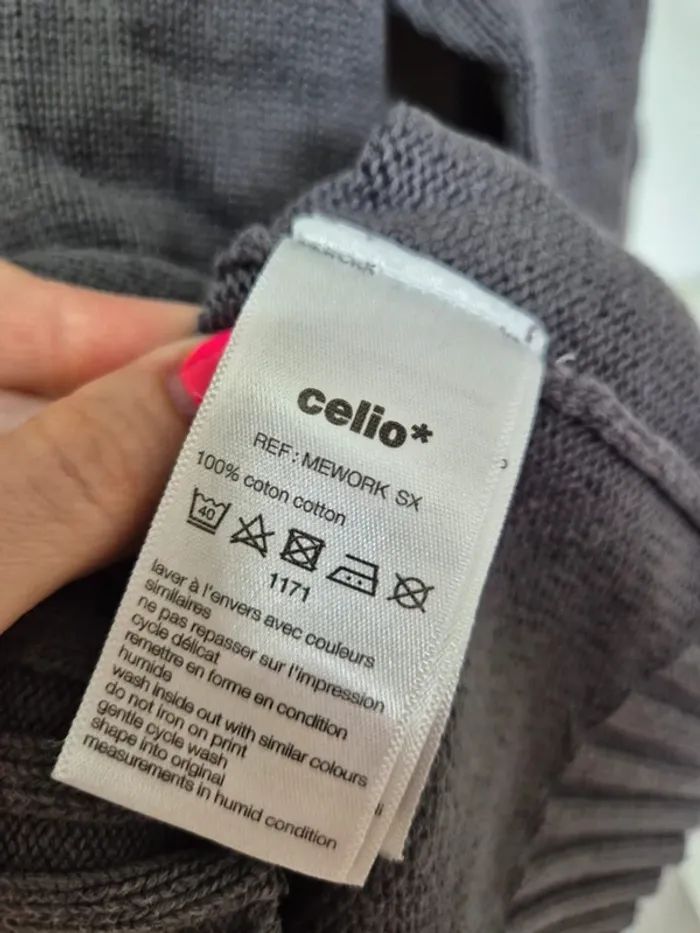 celio*
REF: MEWORK SX
100% coton cotton
40
1171
laver à l'envers avec couleurs
similaires
ne pas repasser sur l'impression
cycle délicat
remettre en forme en condition
humide
wash inside out with similar colours
do not iron on print
gentle cycle wash
shape into original
measurements in humid condition